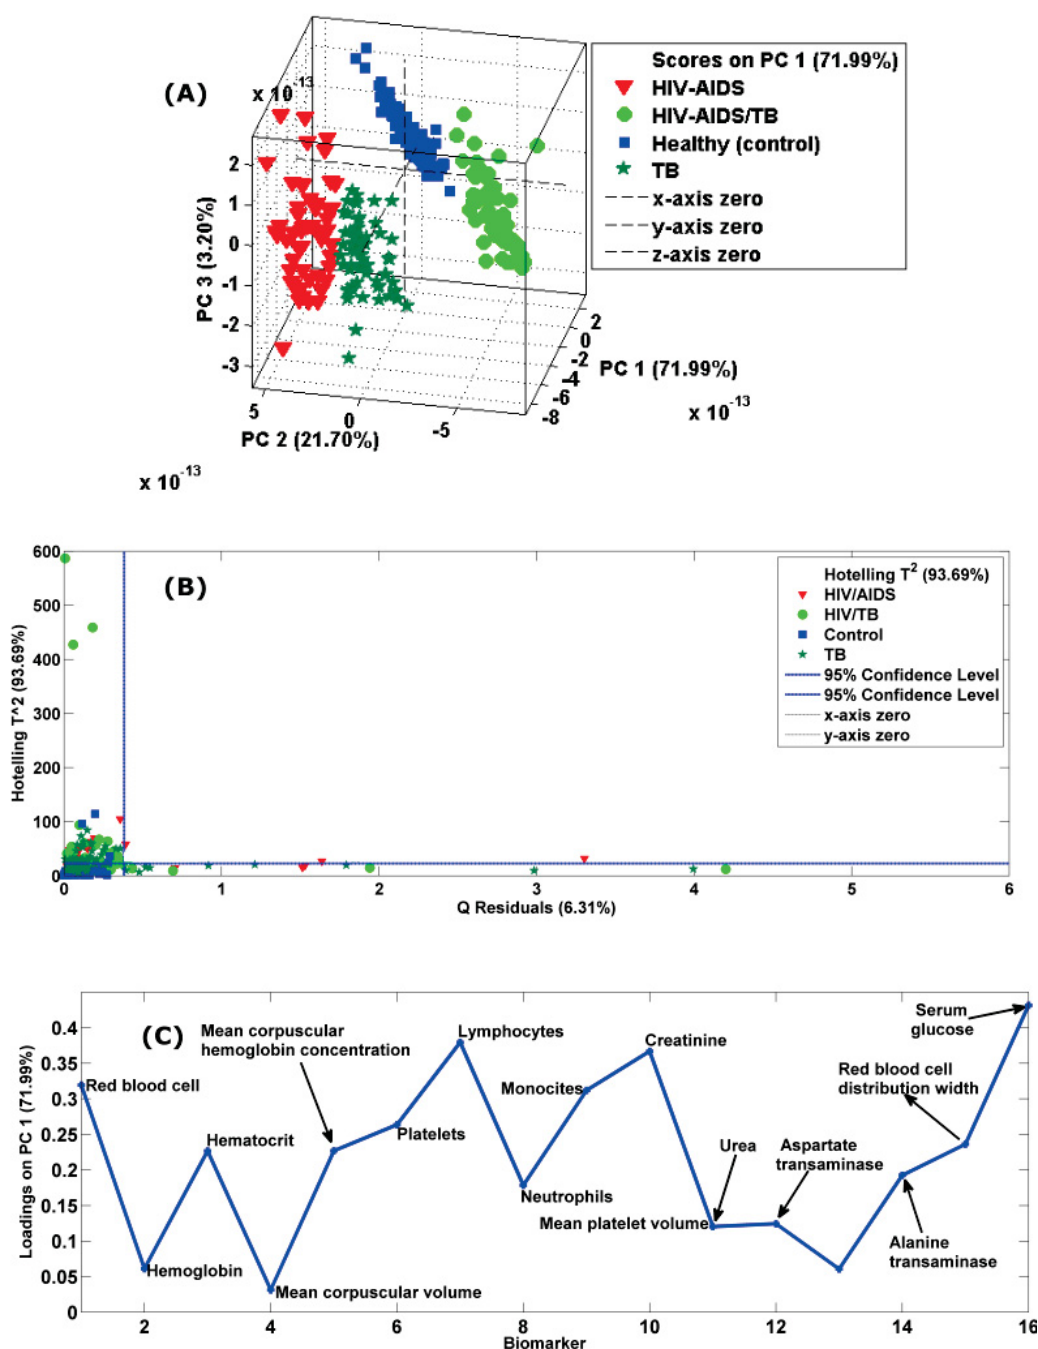 (A)
x 10^-13
Scores on PC 1 (71.99%)
HIV-AIDS
HIV-AIDS/TB
Healthy (control)
TB
x-axis zero
y-axis zero
z-axis zero
2
1
0
-1
-2
-3
PC 3 (3.20%)
2
0
-2
-4
-6
-8
PC 1 (71.99%)
x 10^-13
5
0
-5
PC 2 (21.70%)
x 10^-13
(B)
600
500
400
300
200
100
0
Hotelling T^2 (93.69%)
Hotelling T^2 (93.69%)
HIV/AIDS
HIV/TB
Control
TB
95% Confidence Level
95% Confidence Level
x-axis zero
y-axis zero
0 1 2 3 4 5 6
Q Residuals (6.31%)
(C)
0.4
0.35
0.3
0.25
0.2
0.15
0.1
0.05
0
Loadings on PC 1 (71.99%)
Red blood cell
Hemoglobin
Hematocrit
Mean corpuscular volume
Mean corpuscular
hemoglobin concentration
Platelets
Lymphocytes
Neutrophils
Monocites
Creatinine
Mean platelet volume
Urea
Aspartate
transaminase
Alanine
transaminase
Red blood cell
distribution width
Serum
glucose
2 4 6 8 10 12 14 16
Biomarker